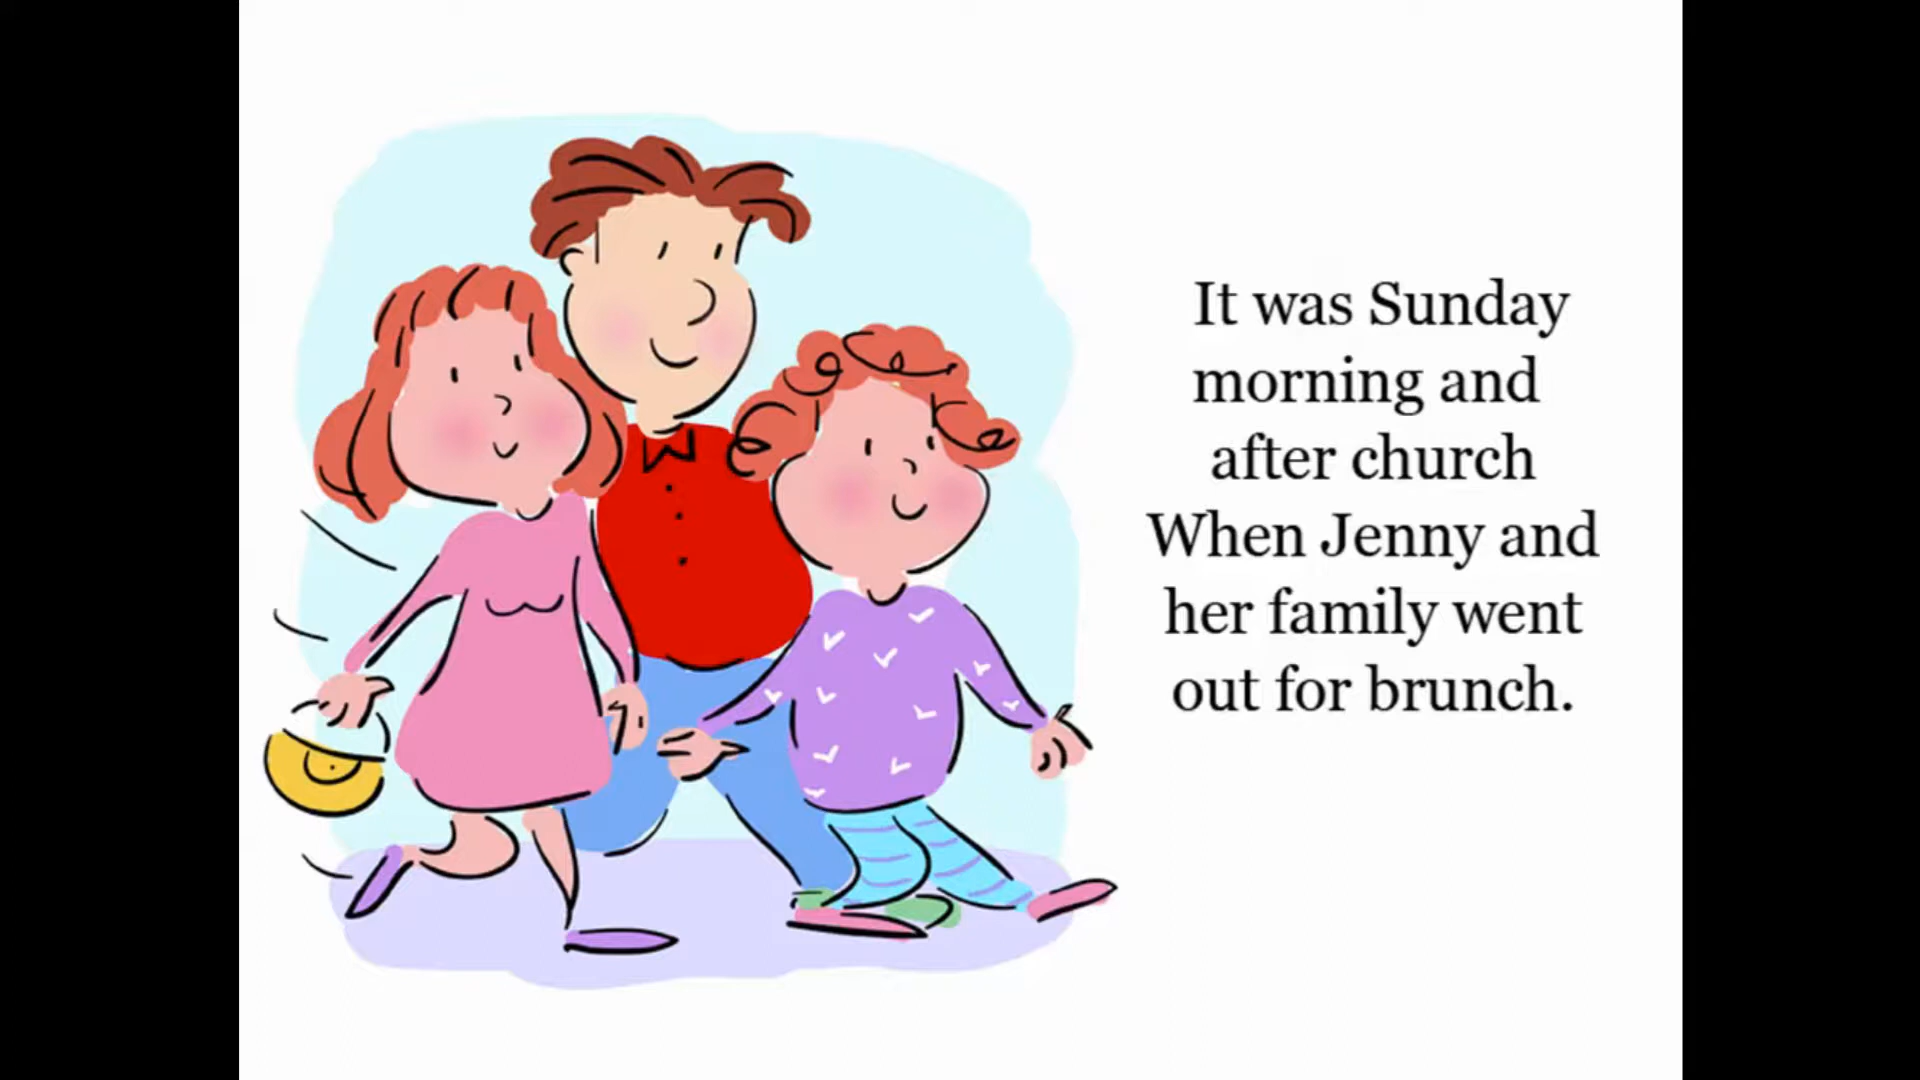 It was Sunday
morning and
after church
When Jenny and
her family went
out for brunch.